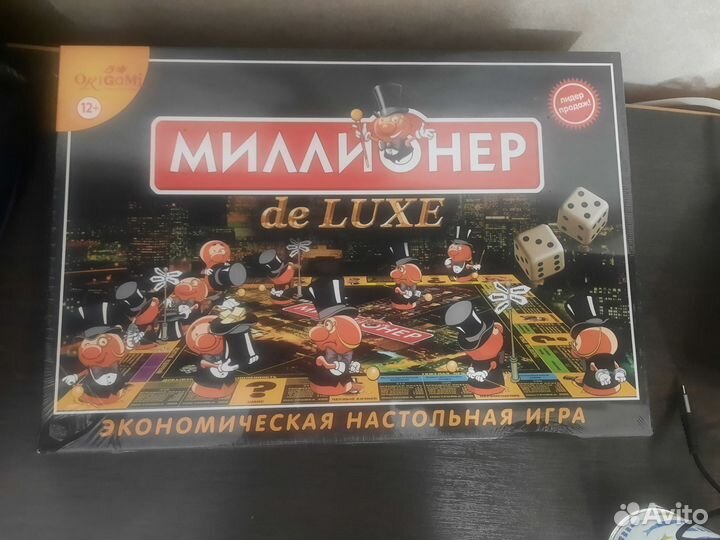 ORIGAMI
12+
лидер
продаж!
МИЛЛИОНЕР
de LUXE
МИЛЛИОНЕР
ЭКОНОМИЧЕСКАЯ НАСТОЛЬНАЯ ИГРА
Avito